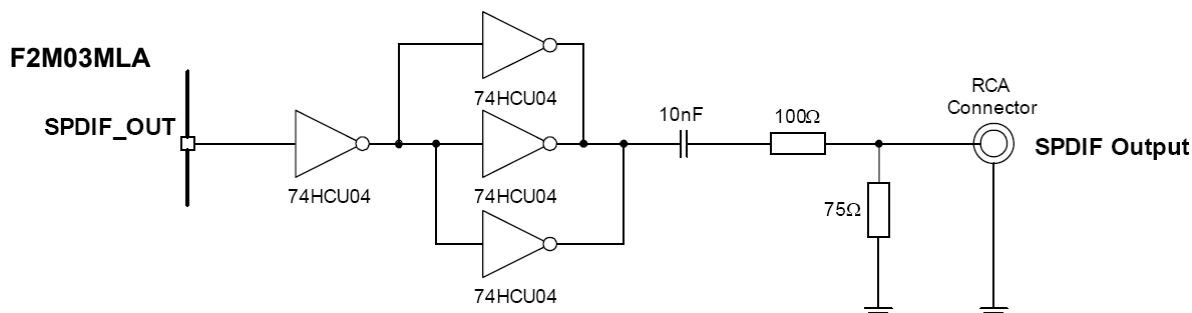 F2M03MLA
SPDIF_OUT
74HCU04
74HCU04
74HCU04
74HCU04
10nF
100Ω
75Ω
RCA
Connector
SPDIF Output